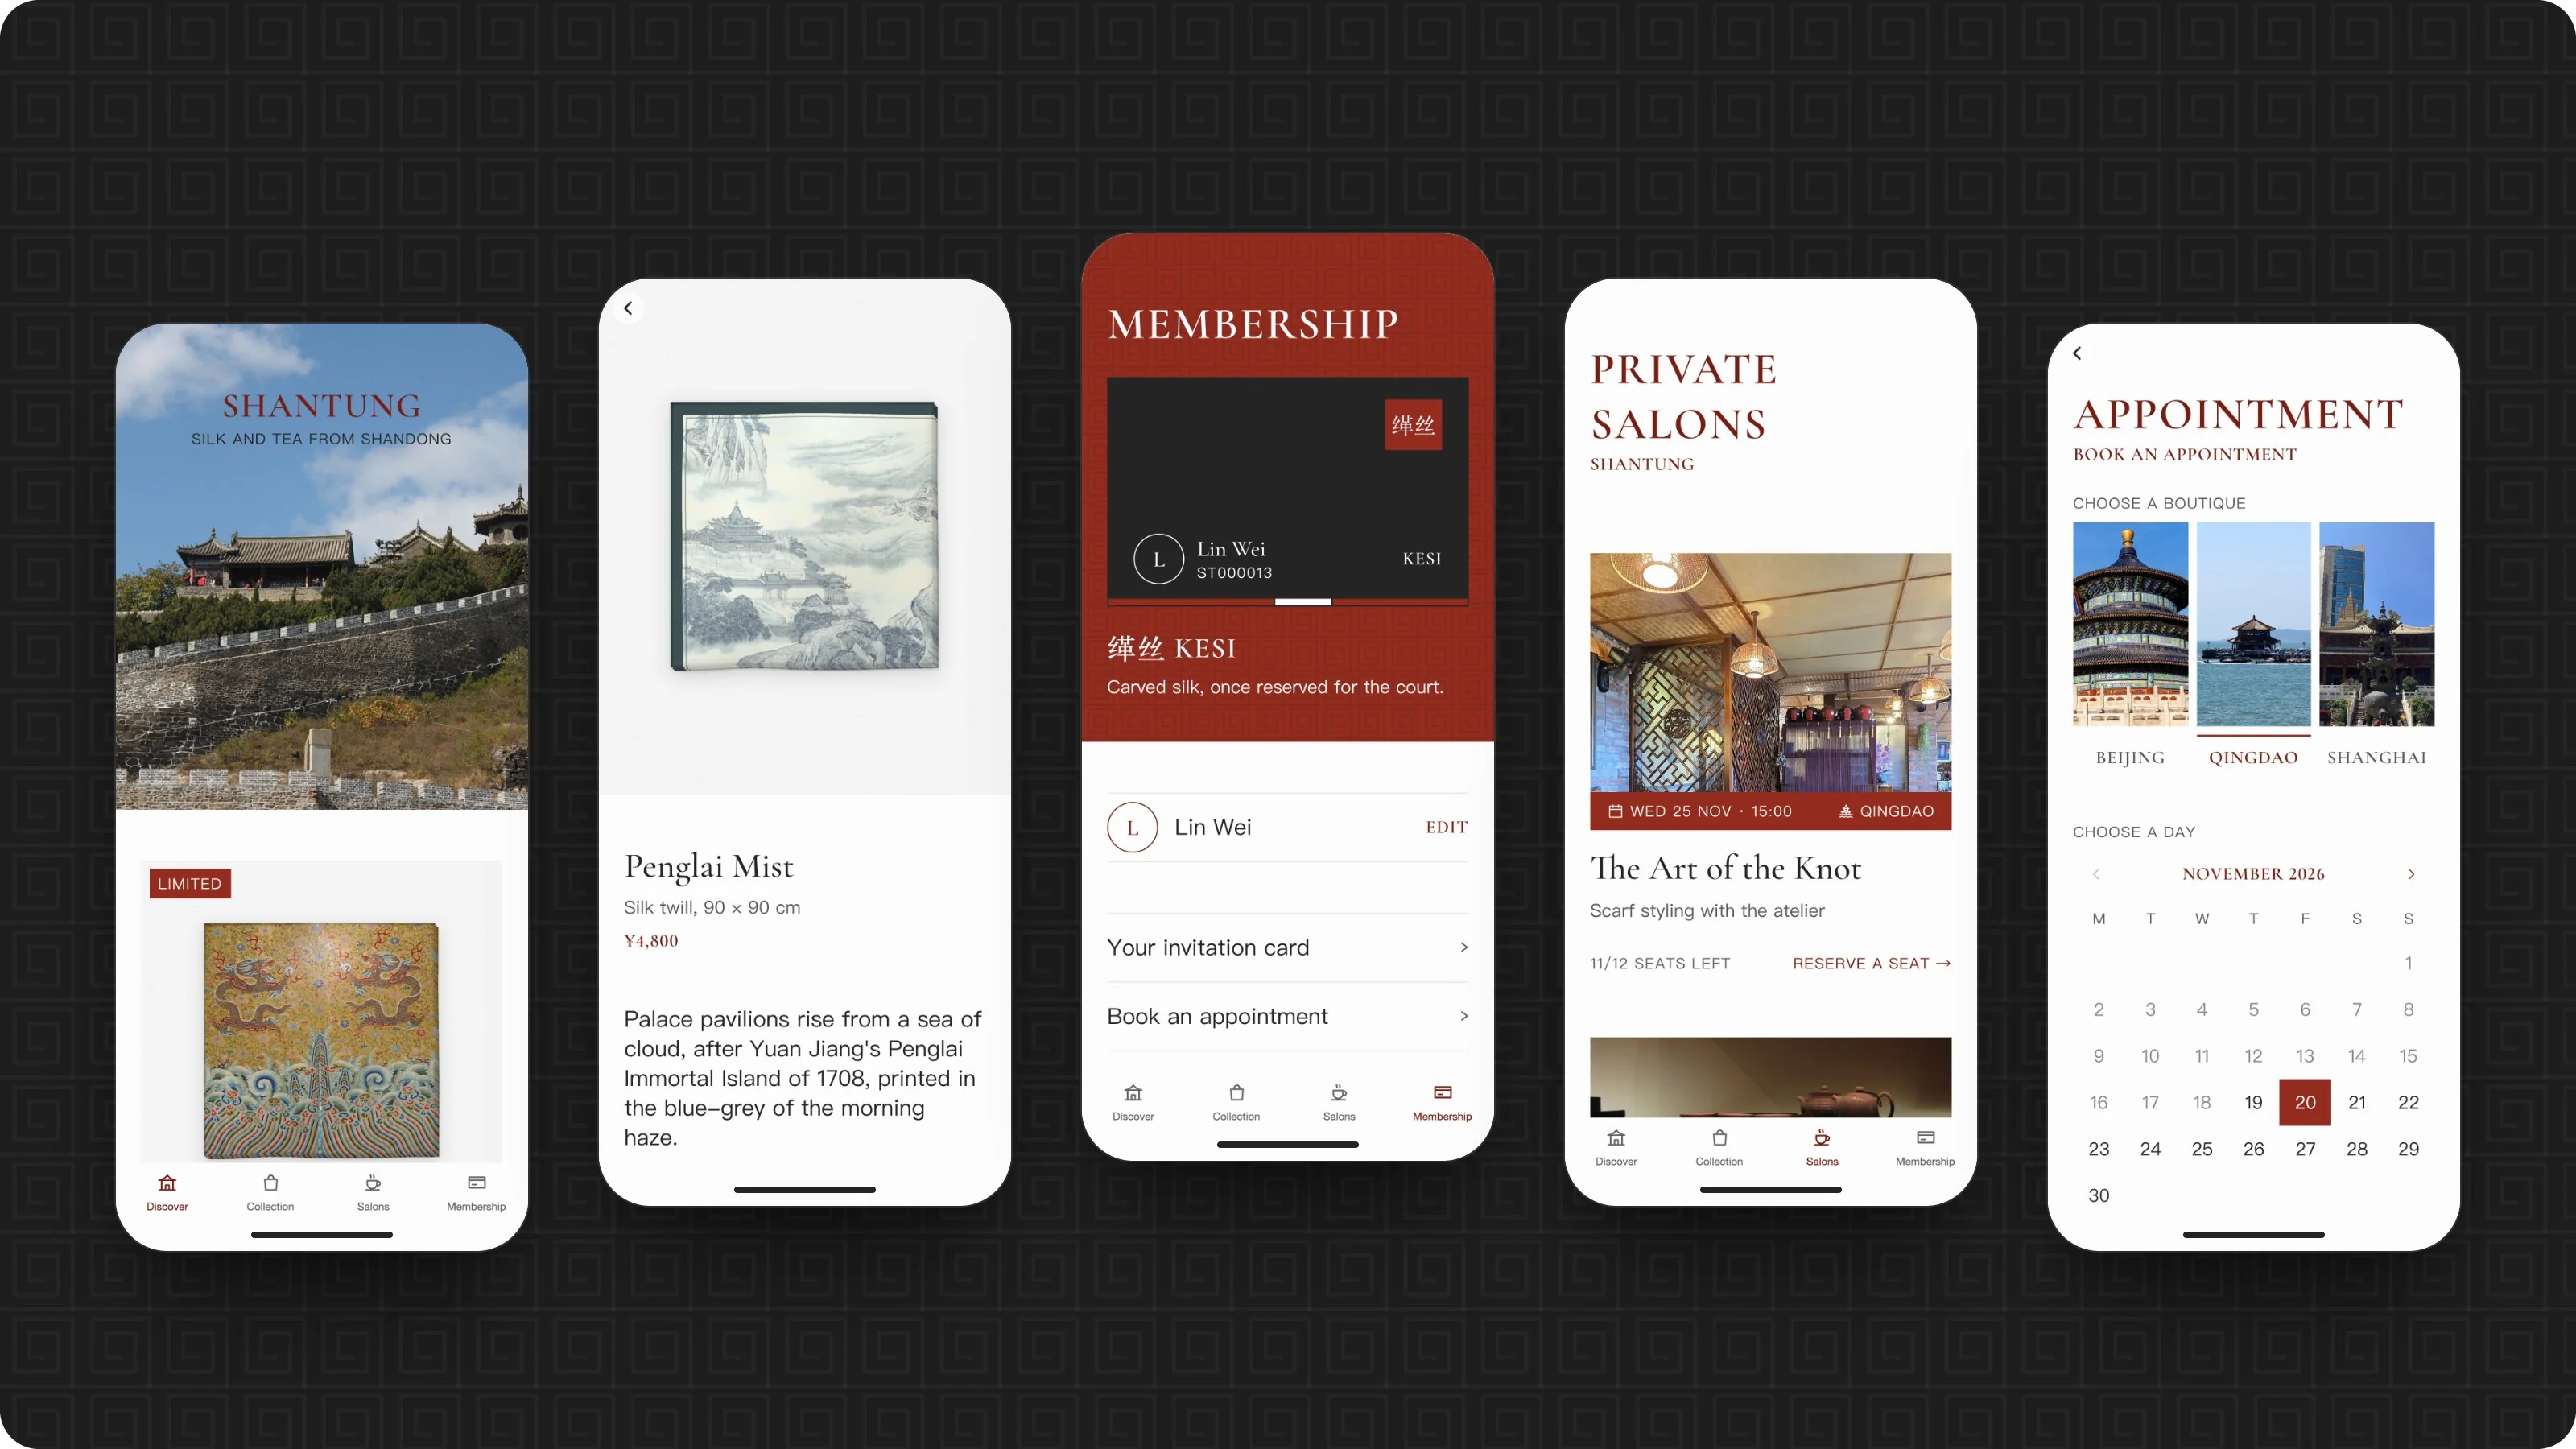 SHANTUNG
SILK AND TEA FROM SHANDONG
LIMITED
Discover
Collection
Salons
Membership
Penglai Mist
Silk twill, 90 × 90 cm
¥4,800
Palace pavilions rise from a sea of
cloud, after Yuan Jiang's Penglai
Immortal Island of 1708, printed in
the blue–grey of the morning
haze.
MEMBERSHIP
缂丝
L
Lin Wei
ST000013
KESI
缂丝 KESI
Carved silk, once reserved for the court.
L
Lin Wei
EDIT
Your invitation card
Book an appointment
Discover
Collection
Salons
Membership
PRIVATE
SALONS
SHANTUNG
WED 25 NOV · 15:00
QINGDAO
The Art of the Knot
Scarf styling with the atelier
11/12 SEATS LEFT
RESERVE A SEAT →
Discover
Collection
Salons
Membership
APPOINTMENT
BOOK AN APPOINTMENT
CHOOSE A BOUTIQUE
BEIJING
QINGDAO
SHANGHAI
CHOOSE A DAY
NOVEMBER 2026
M T W T F S S
1
2 3 4 5 6 7 8
9 10 11 12 13 14 15
16 17 18 19 20 21 22
23 24 25 26 27 28 29
30